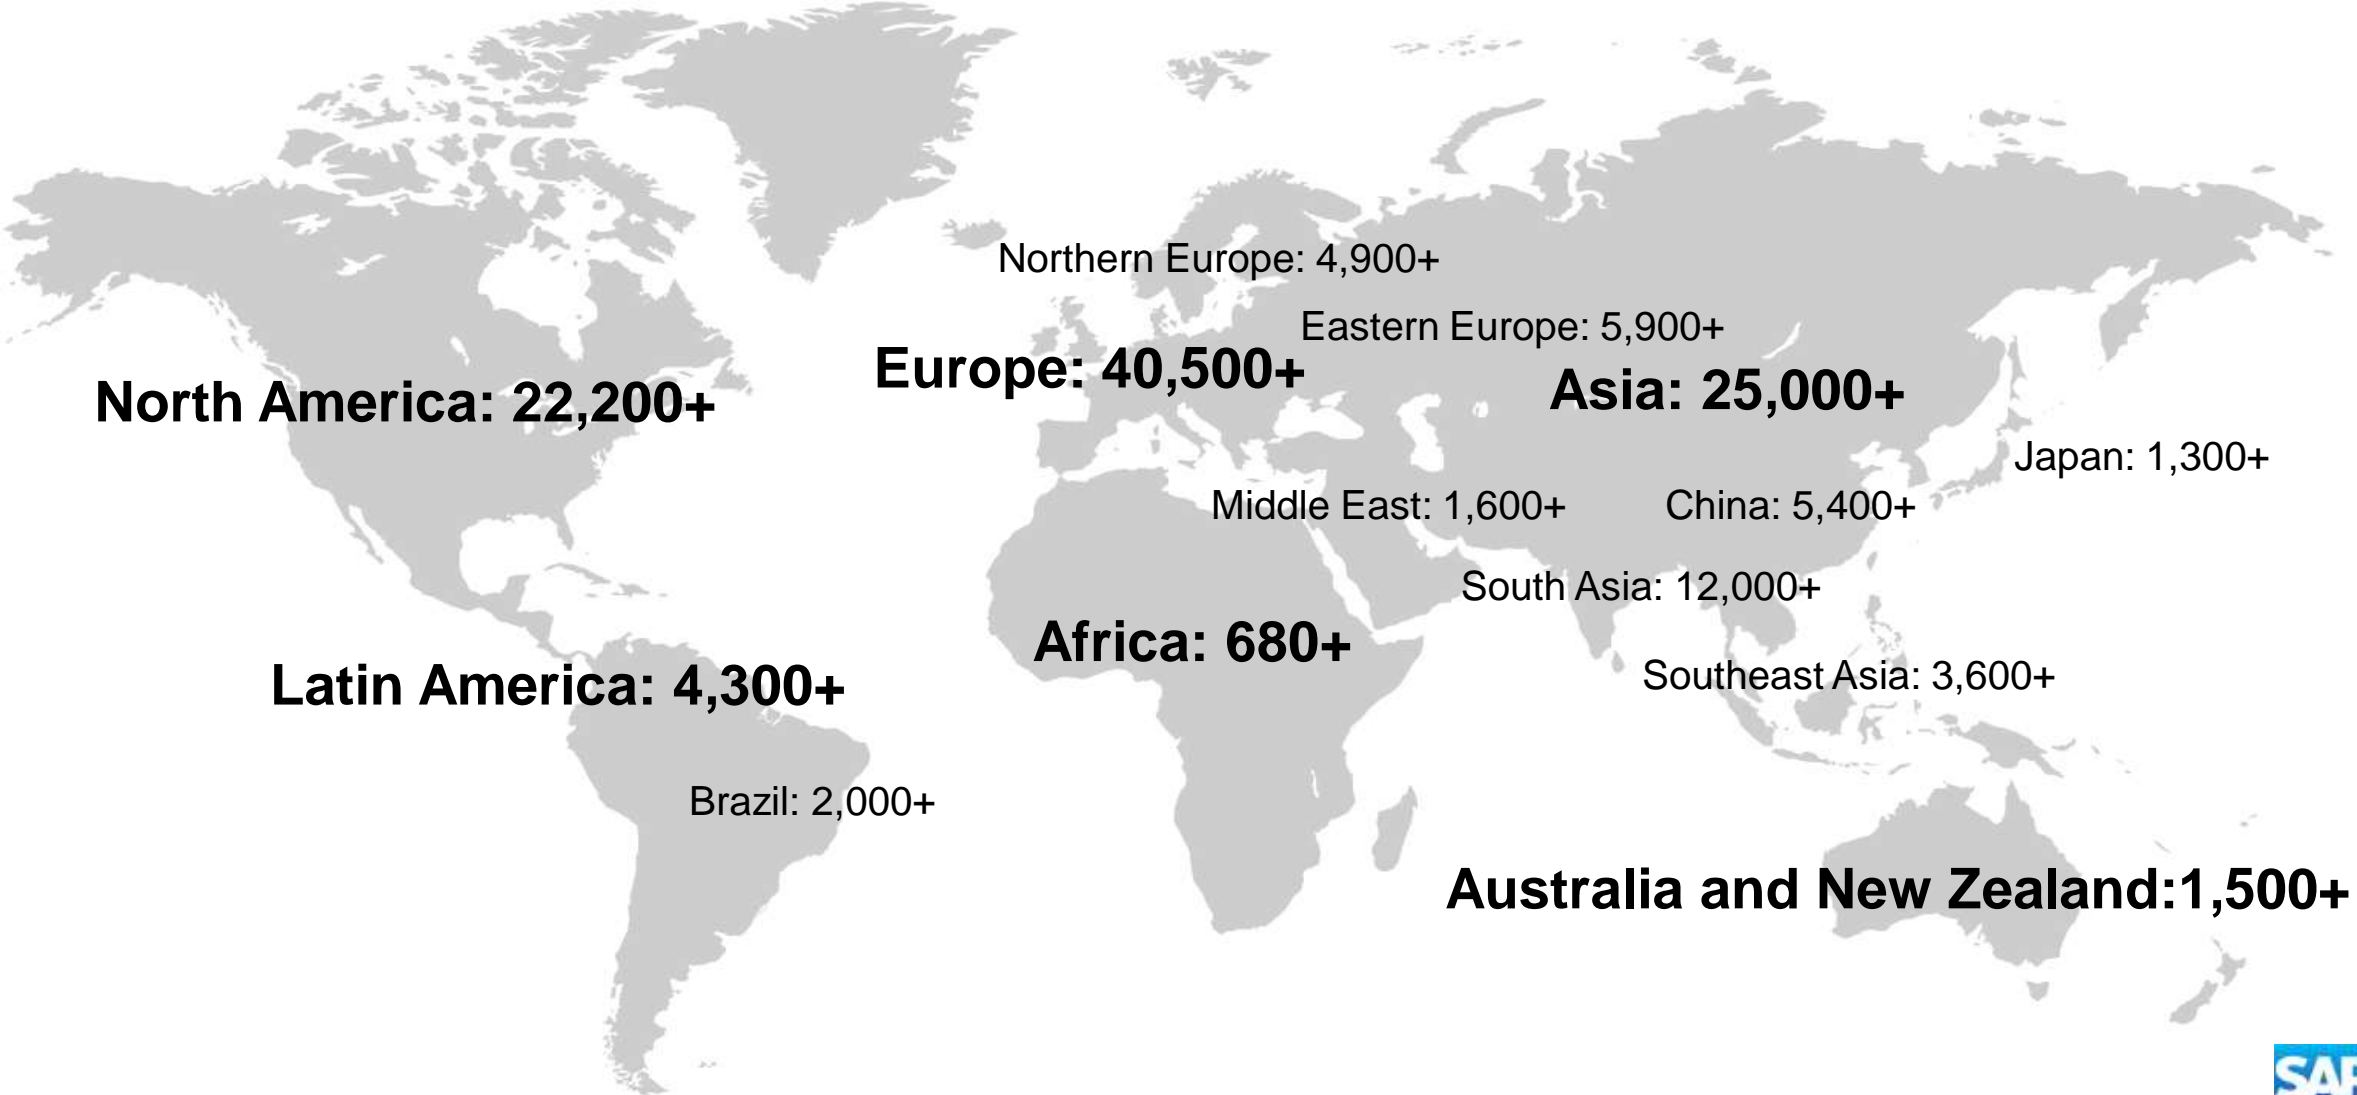 Northern Europe: 4,900+
Eastern Europe: 5,900+
Europe: 40,500+
Asia: 25,000+
North America: 22,200+
Japan: 1,300+
Middle East: 1,600+
China: 5,400+
South Asia: 12,000+
Africa: 680+
Southeast Asia: 3,600+
Latin America: 4,300+
Brazil: 2,000+
Australia and New Zealand:1,500+
SAP